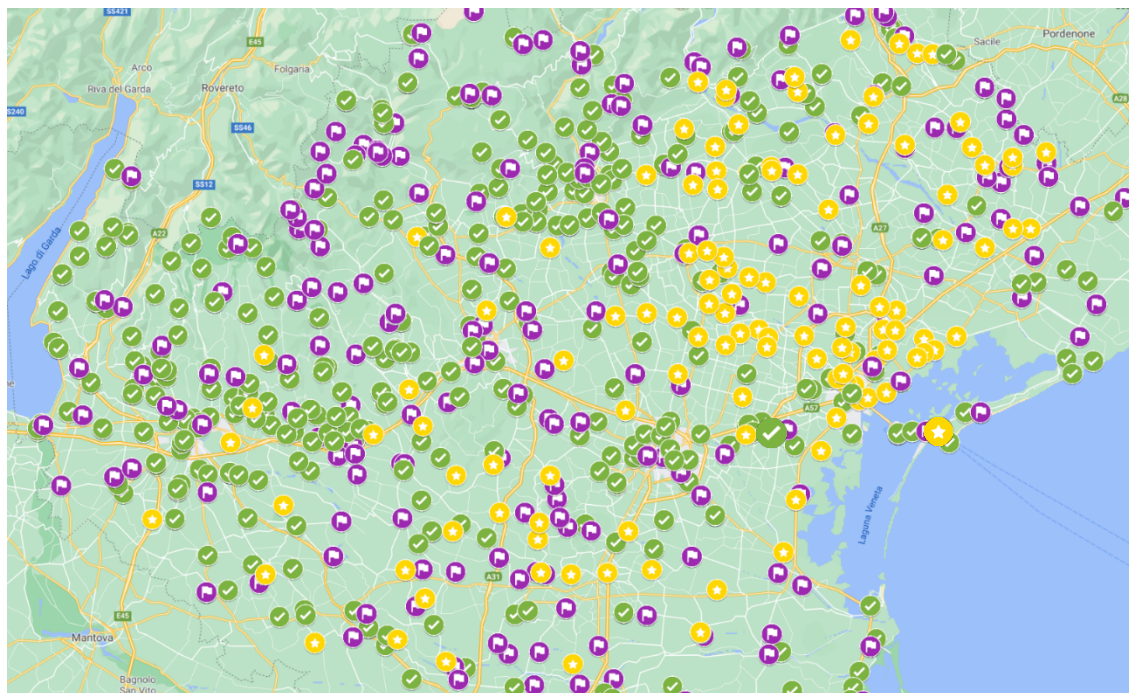 SS421
E45
Arco
Riva del Garda
Folgaria
Rovereto
SS240
SS46
SS12
A22
Lago di Garda
Sacile
Pordenone
A28
A27
A57
Laguna Veneta
A31
E45
Mantova
Bagnolo
San Vito